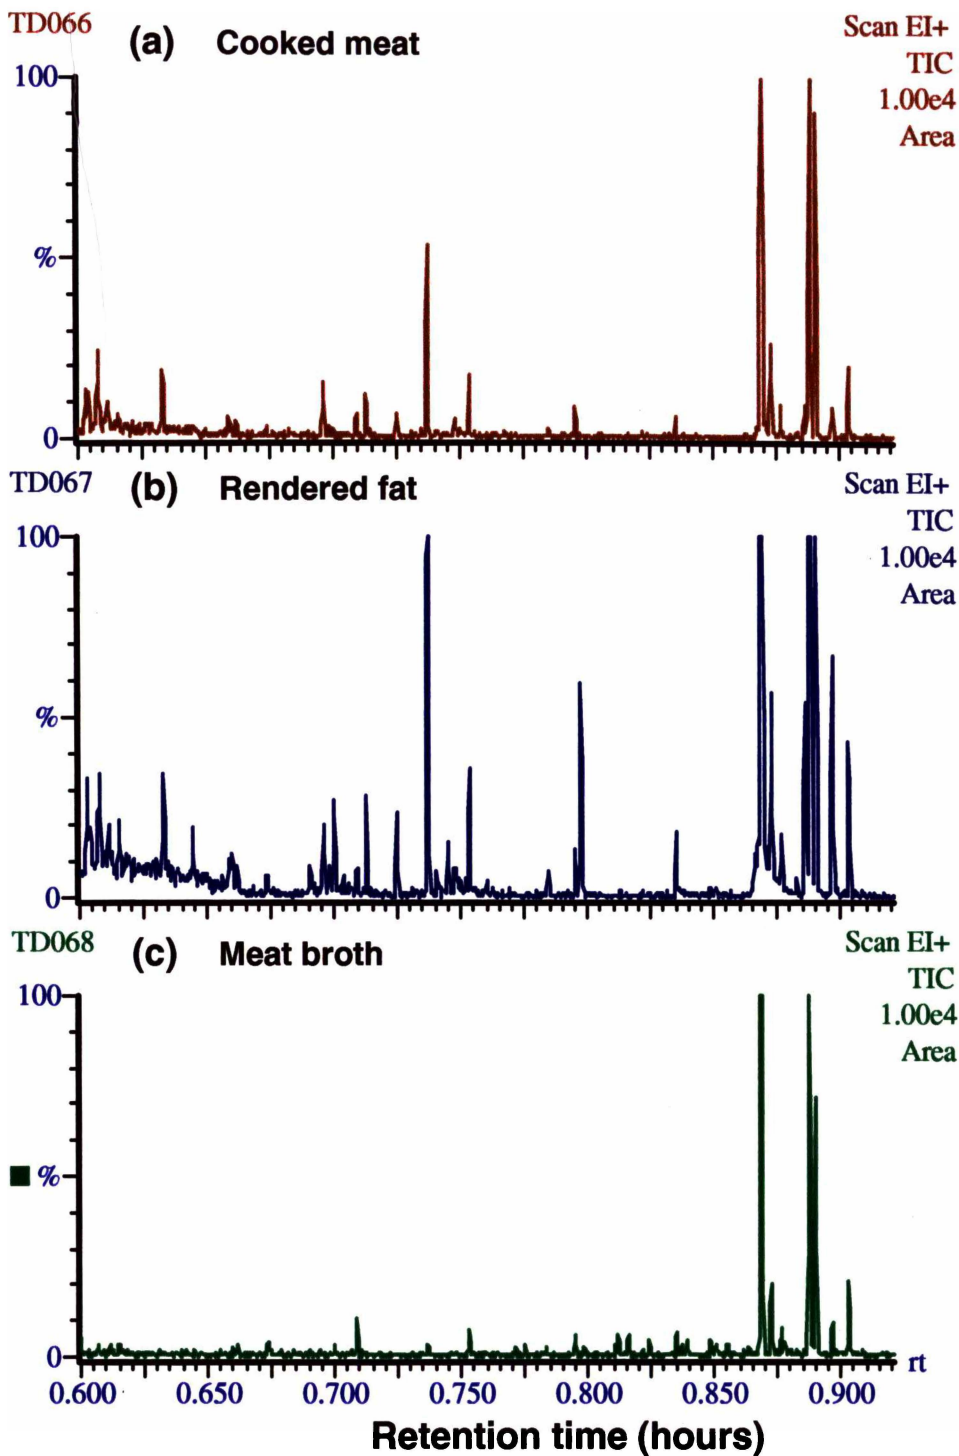 TD066
(a) Cooked meat
Scan EI+
TIC
1.00e4
Area
100
%
0
TD067
(b) Rendered fat
Scan EI+
TIC
1.00e4
Area
100
%
0
TD068
(c) Meat broth
Scan EI+
TIC
1.00e4
Area
100
%
0
rt
0.600 0.650 0.700 0.750 0.800 0.850 0.900
Retention time (hours)